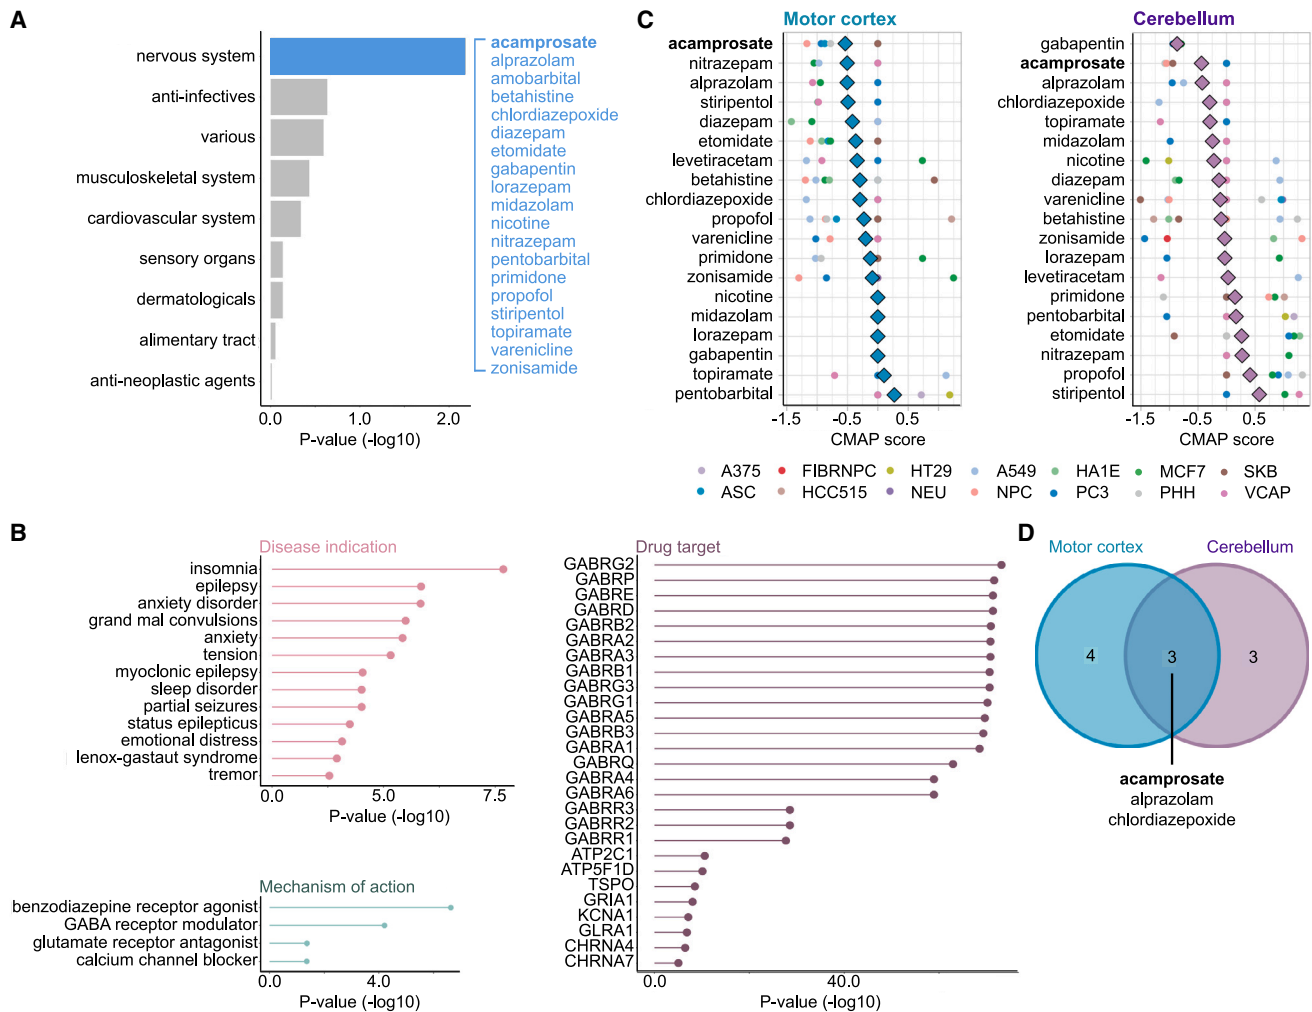 A
nervous system
anti-infectives
various
musculoskeletal system
cardiovascular system
sensory organs
dermatologicals
alimentary tract
anti-neoplastic agents
0.0
1.0
2.0
P-value (-log10)
acamprosate
alprazolam
amobarbital
betahistine
chlordiazepoxide
diazepam
etomidate
gabapentin
lorazepam
midazolam
nicotine
nitrazepam
pentobarbital
primidone
propofol
stiripentol
topiramate
varenicline
zonisamide
C
Motor cortex
acamprosate
nitrazepam
alprazolam
stiripentol
diazepam
etomidate
levetiracetam
betahistine
chlordiazepoxide
propofol
varenicline
primidone
zonisamide
nicotine
midazolam
lorazepam
gabapentin
topiramate
pentobarbital
-1.5
-0.5
0.5
CMAP score
Cerebellum
gabapentin
acamprosate
alprazolam
chlordiazepoxide
topiramate
midazolam
nicotine
diazepam
varenicline
betahistine
zonisamide
lorazepam
levetiracetam
primidone
pentobarbital
etomidate
nitrazepam
propofol
stiripentol
-1.5
-0.5
0.5
CMAP score
A375 FIBRNPC HT29 A549 HA1E MCF7 SKB
ASC HCC515 NEU NPC PC3 PHH VCAP
B
Disease indication
insomnia
epilepsy
anxiety disorder
grand mal convulsions
anxiety
tension
myoclonic epilepsy
sleep disorder
partial seizures
status epilepticus
emotional distress
lenox-gastaut syndrome
tremor
0.0
5.0
7.5
P-value (-log10)
Mechanism of action
benzodiazepine receptor agonist
GABA receptor modulator
glutamate receptor antagonist
calcium channel blocker
0.0
4.0
P-value (-log10)
Drug target
GABRG2
GABRP
GABRE
GABRD
GABRB2
GABRA2
GABRA3
GABRB1
GABRG3
GABRG1
GABRA5
GABRB3
GABRA1
GABRQ
GABRA4
GABRA6
GABRR3
GABRR2
GABRR1
ATP2C1
ATP5F1D
TSPO
GRIA1
KCNA1
GLRA1
CHRNA4
CHRNA7
0.0
40.0
P-value (-log10)
D
Motor cortex
Cerebellum
4
3
3
acamprosate
alprazolam
chlordiazepoxide